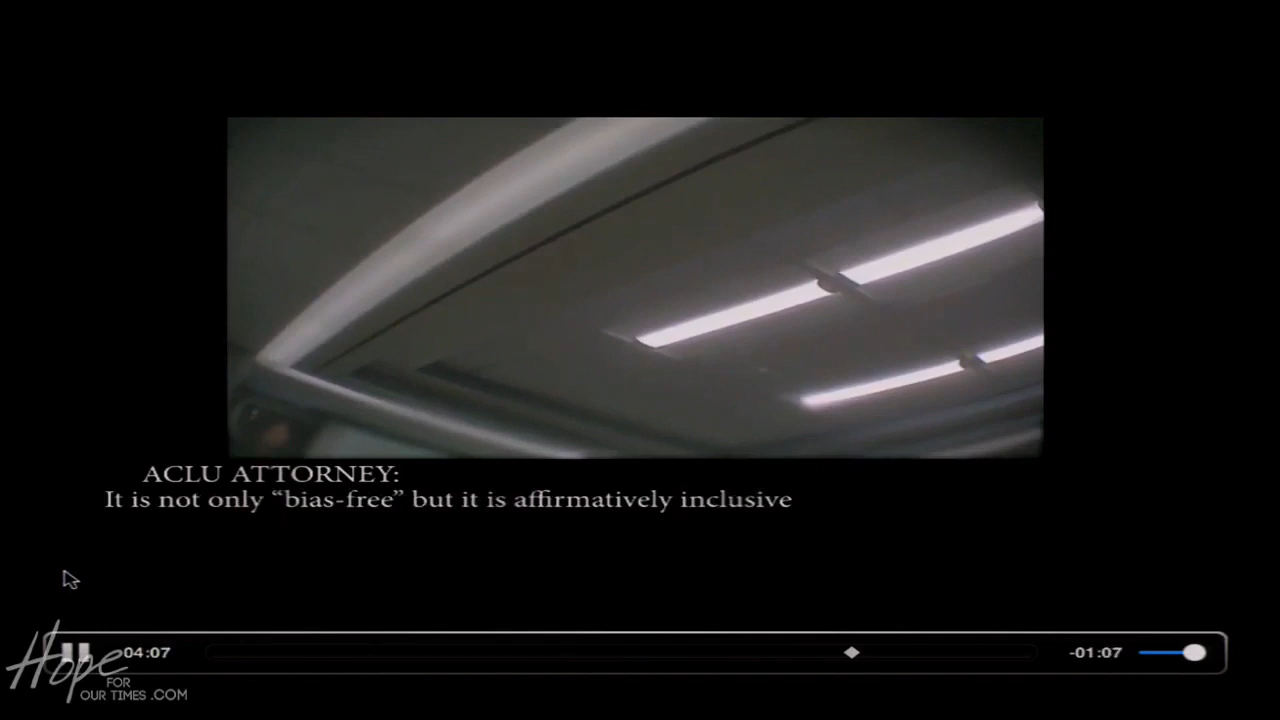 ACLU ATTORNEY:
It is not only “bias-free” but it is affirmatively inclusive
04:07
-01:07
Hope
FOR
OUR TIMES .COM